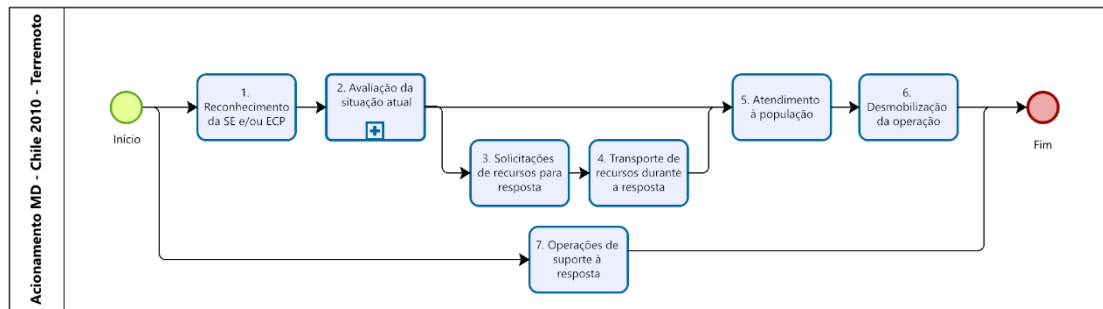 Acionamento MD - Chile 2010 - Terremoto
Início
1.
Reconhecimento
da SE e/ou ECP
2. Avaliação da
situação atual
3. Solicitações
de recursos para
resposta
4. Transporte de
recursos durante
a resposta
5. Atendimento
à população
6.
Desmobilização
da operação
7. Operações de
suporte à
resposta
Fim